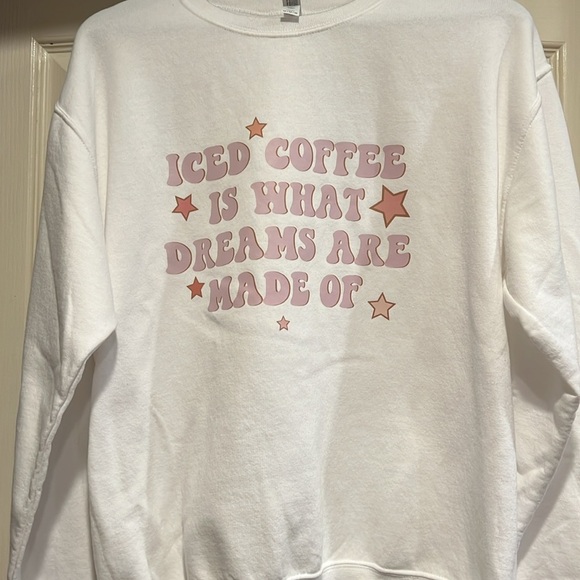 ICED COFFEE
IS WHAT
DREAMS ARE
MADE OF